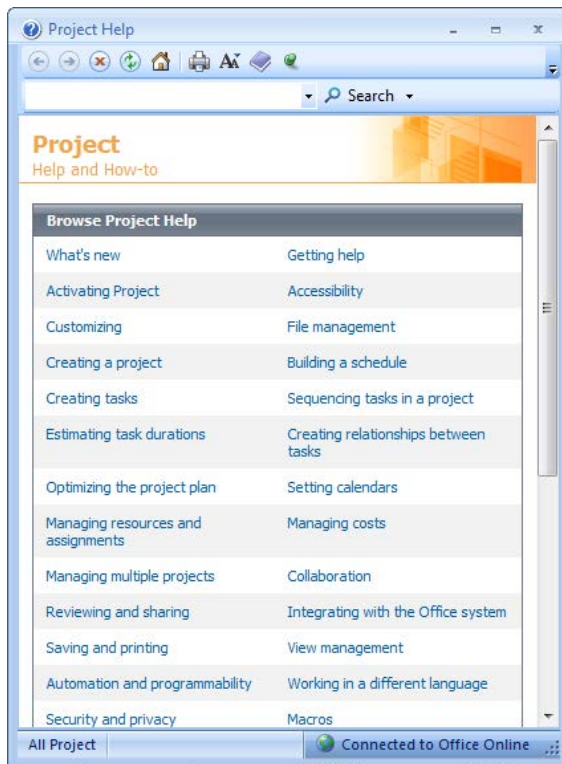 Project Help
Search
Project
Help and How-to
Browse Project Help
What's new
Getting help
Activating Project
Accessibility
Customizing
File management
Creating a project
Building a schedule
Creating tasks
Sequencing tasks in a project
Estimating task durations
Creating relationships between
tasks
Optimizing the project plan
Setting calendars
Managing resources and
assignments
Managing costs
Managing multiple projects
Collaboration
Reviewing and sharing
Integrating with the Office system
Saving and printing
View management
Automation and programmability
Working in a different language
Security and privacy
Macros
All Project
Connected to Office Online